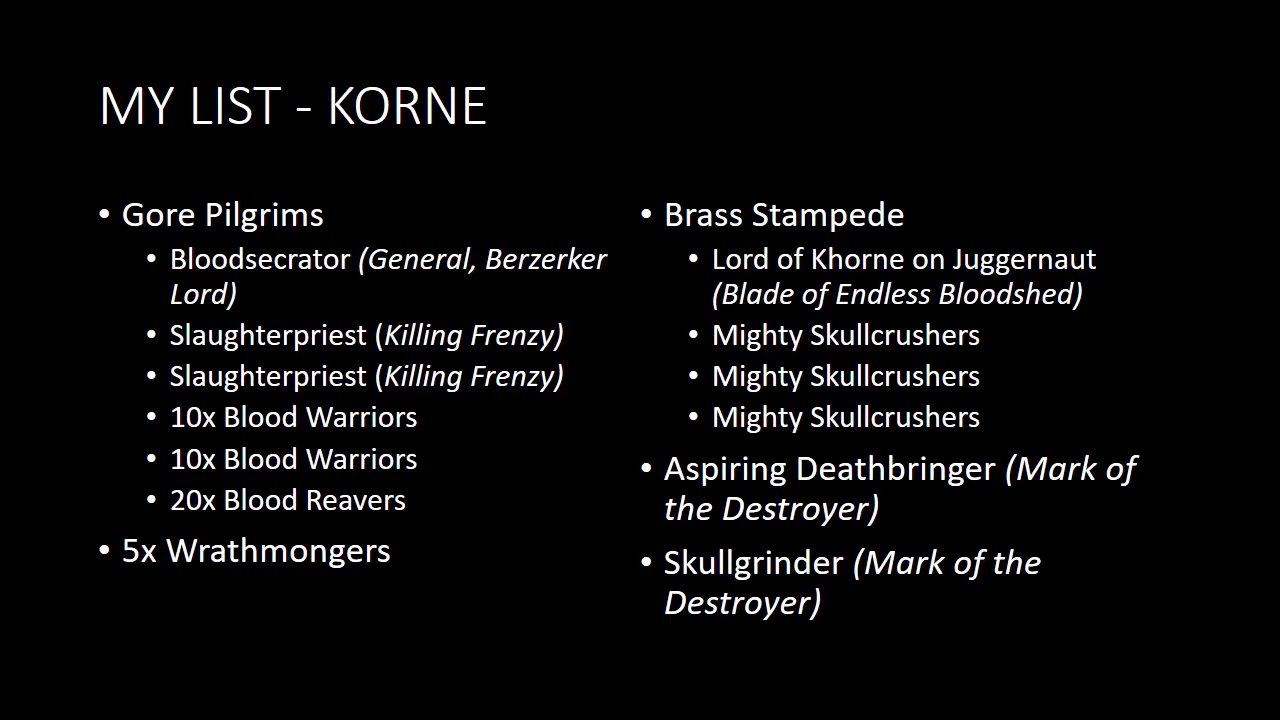 MY LIST - KORNE
• Gore Pilgrims
• Bloodsecrator (General, Berzerker
Lord)
• Slaughterpriest (Killing Frenzy)
• Slaughterpriest (Killing Frenzy)
• 10x Blood Warriors
• 10x Blood Warriors
• 20x Blood Reavers
• 5x Wrathmongers
• Brass Stampede
• Lord of Khorne on Juggernaut
(Blade of Endless Bloodshed)
• Mighty Skullcrushers
• Mighty Skullcrushers
• Mighty Skullcrushers
• Aspiring Deathbringer (Mark of
the Destroyer)
• Skullgrinder (Mark of the
Destroyer)